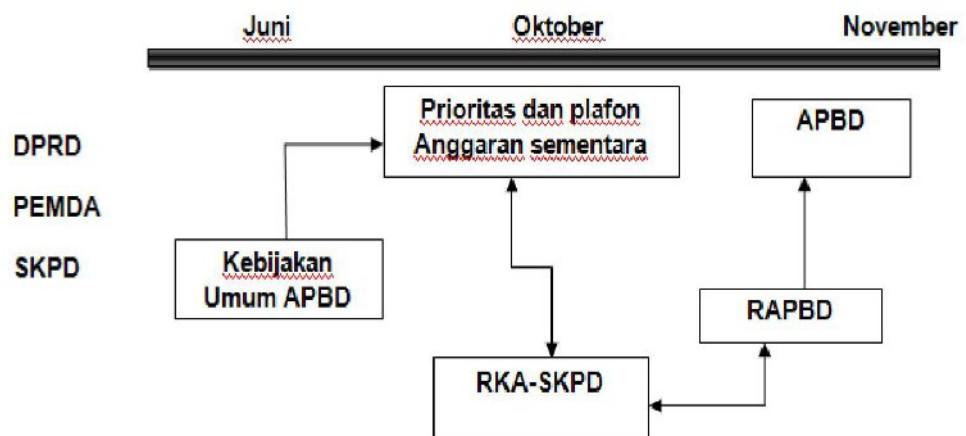 Juni
Oktober
November
Prioritas dan plafon
Anggaran sementara
APBD
DPRD
PEMDA
SKPD
Kebijakan
Umum APBD
RAPBD
RKA-SKPD